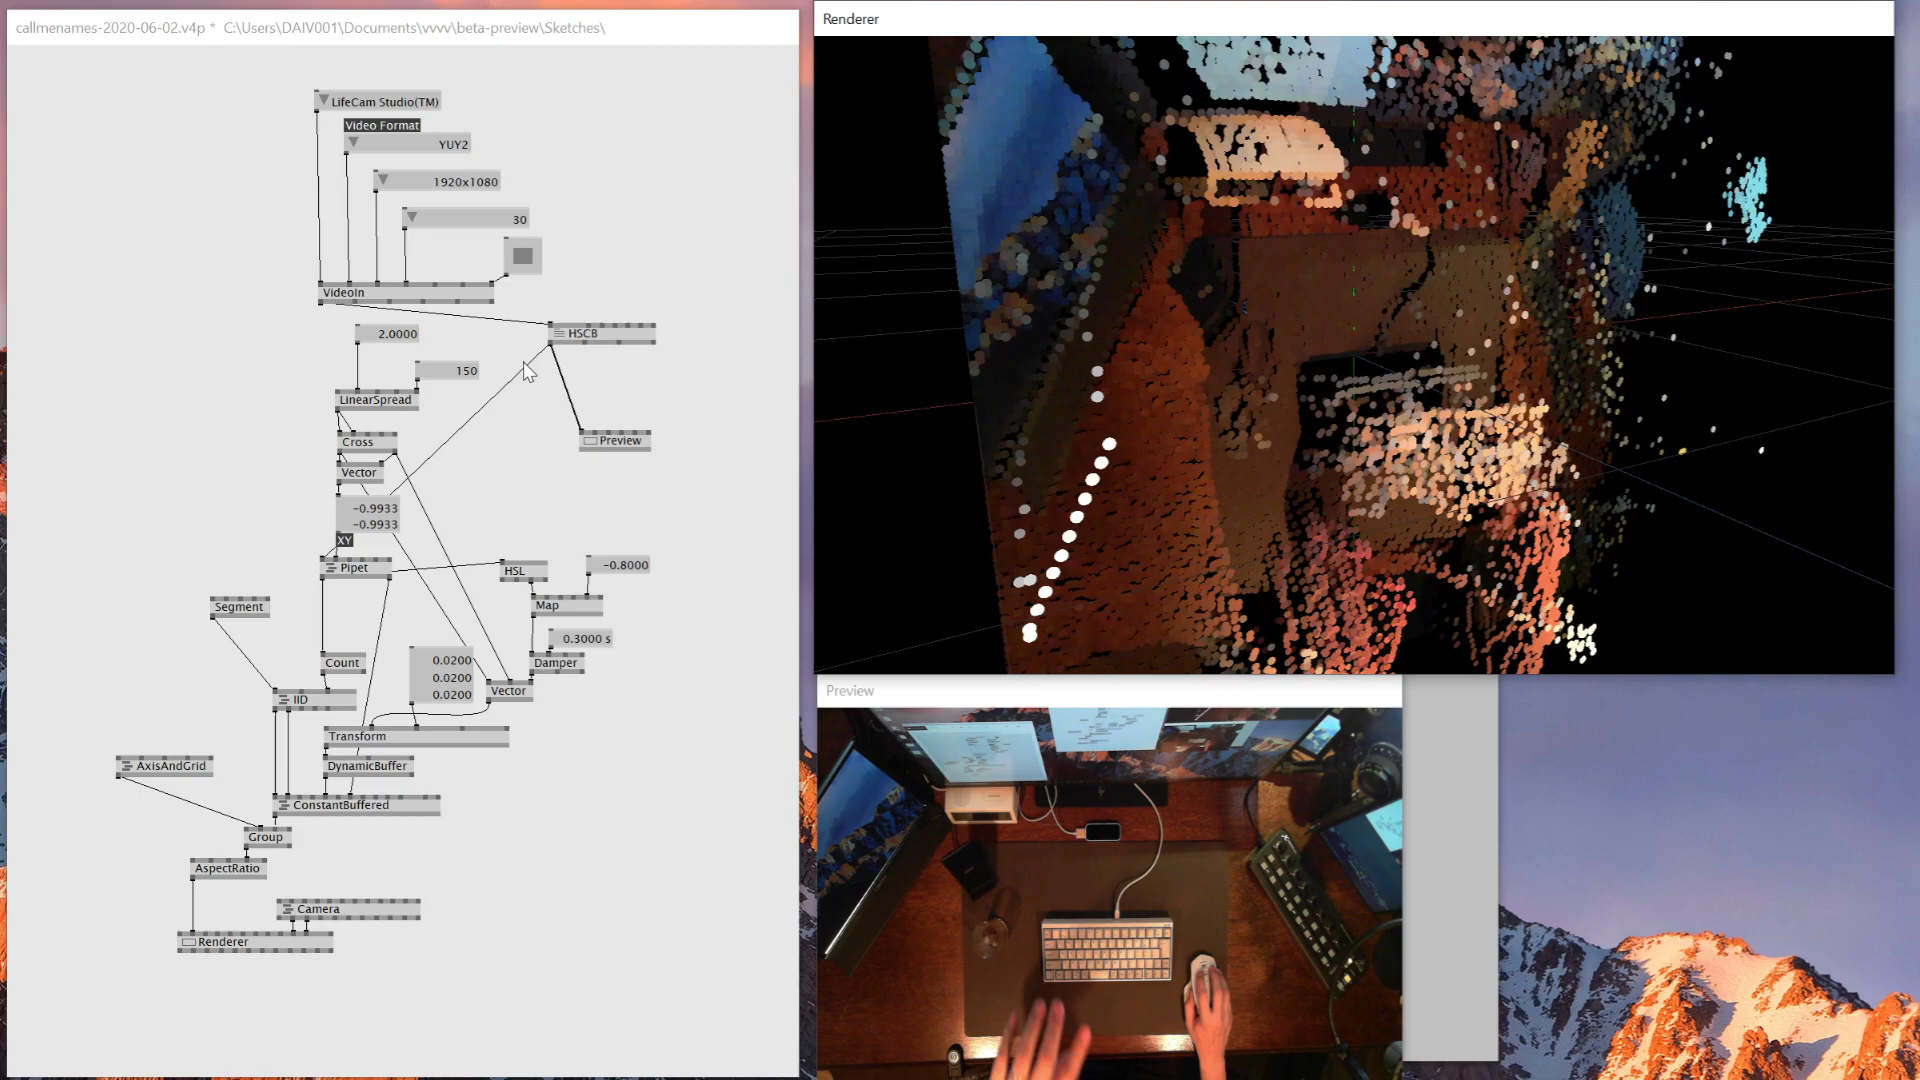 callmenames-2020-06-02.v4p * C:\Users\DAIV001\Documents\vvvv\beta-preview\Sketches\
LifeCam Studio(TM)
Video Format
YUY2
1920x1080
30
VideoIn
2.0000
HSCB
150
LinearSpread
Cross
Preview
Vector
-0.9933
-0.9933
XY
Pipet
HSL
-0.8000
Map
Segment
0.3000 s
Count
0.0200
0.0200
0.0200
Damper
Vector
IID
Transform
AxisAndGrid
DynamicBuffer
ConstantBuffered
Group
AspectRatio
Camera
Renderer
Renderer
Preview